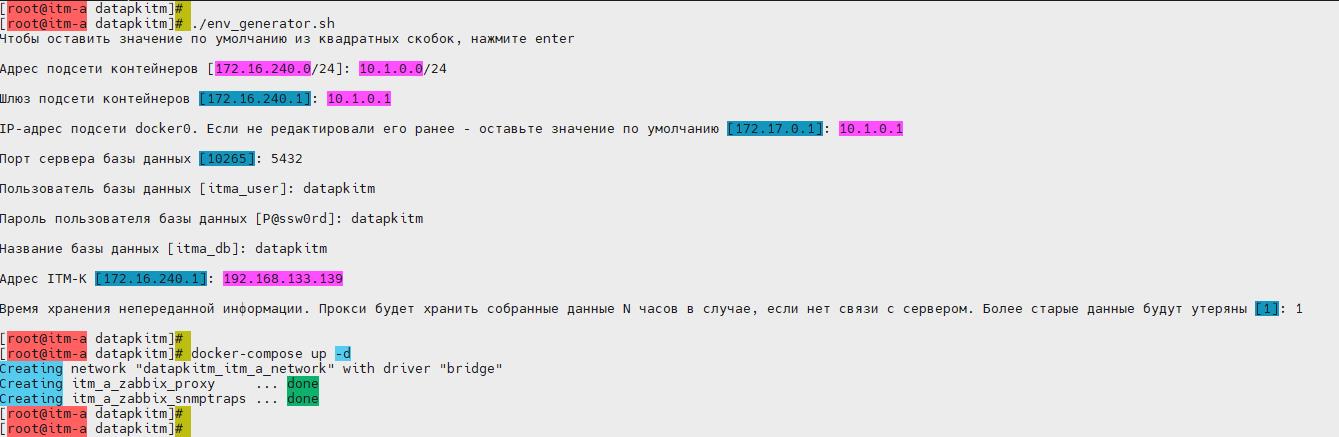 [root@itm-a datapkitm]#
[root@itm-a datapkitm]# ./env_generator.sh
Чтобы оставить значение по умолчанию из квадратных скобок, нажмите enter
Адрес подсети контейнеров [172.16.240.0/24]: 10.1.0.0/24
Шлюз подсети контейнеров [172.16.240.1]: 10.1.0.1
IP-адрес подсети docker0. Если не редактировали его ранее - оставьте значение по умолчанию [172.17.0.1]: 10.1.0.1
Порт сервера базы данных [10265]: 5432
Пользователь базы данных [itma_user]: datapkitm
Пароль пользователя базы данных [P@ssw0rd]: datapkitm
Название базы данных [itma_db]: datapkitm
Адрес ITM-K [172.16.240.1]: 192.168.133.139
Время хранения непереданной информации. Прокси будет хранить собранные данные N часов в случае, если нет связи с сервером. Более старые данные будут утеряны [1]: 1
[root@itm-a datapkitm]#
[root@itm-a datapkitm]# docker-compose up -d
Creating network "datapkitm_itm_a_network" with driver "bridge"
Creating itm_a_zabbix_proxy     ... done
Creating itm_a_zabbix_snmptraps ... done
[root@itm-a datapkitm]#
[root@itm-a datapkitm]#